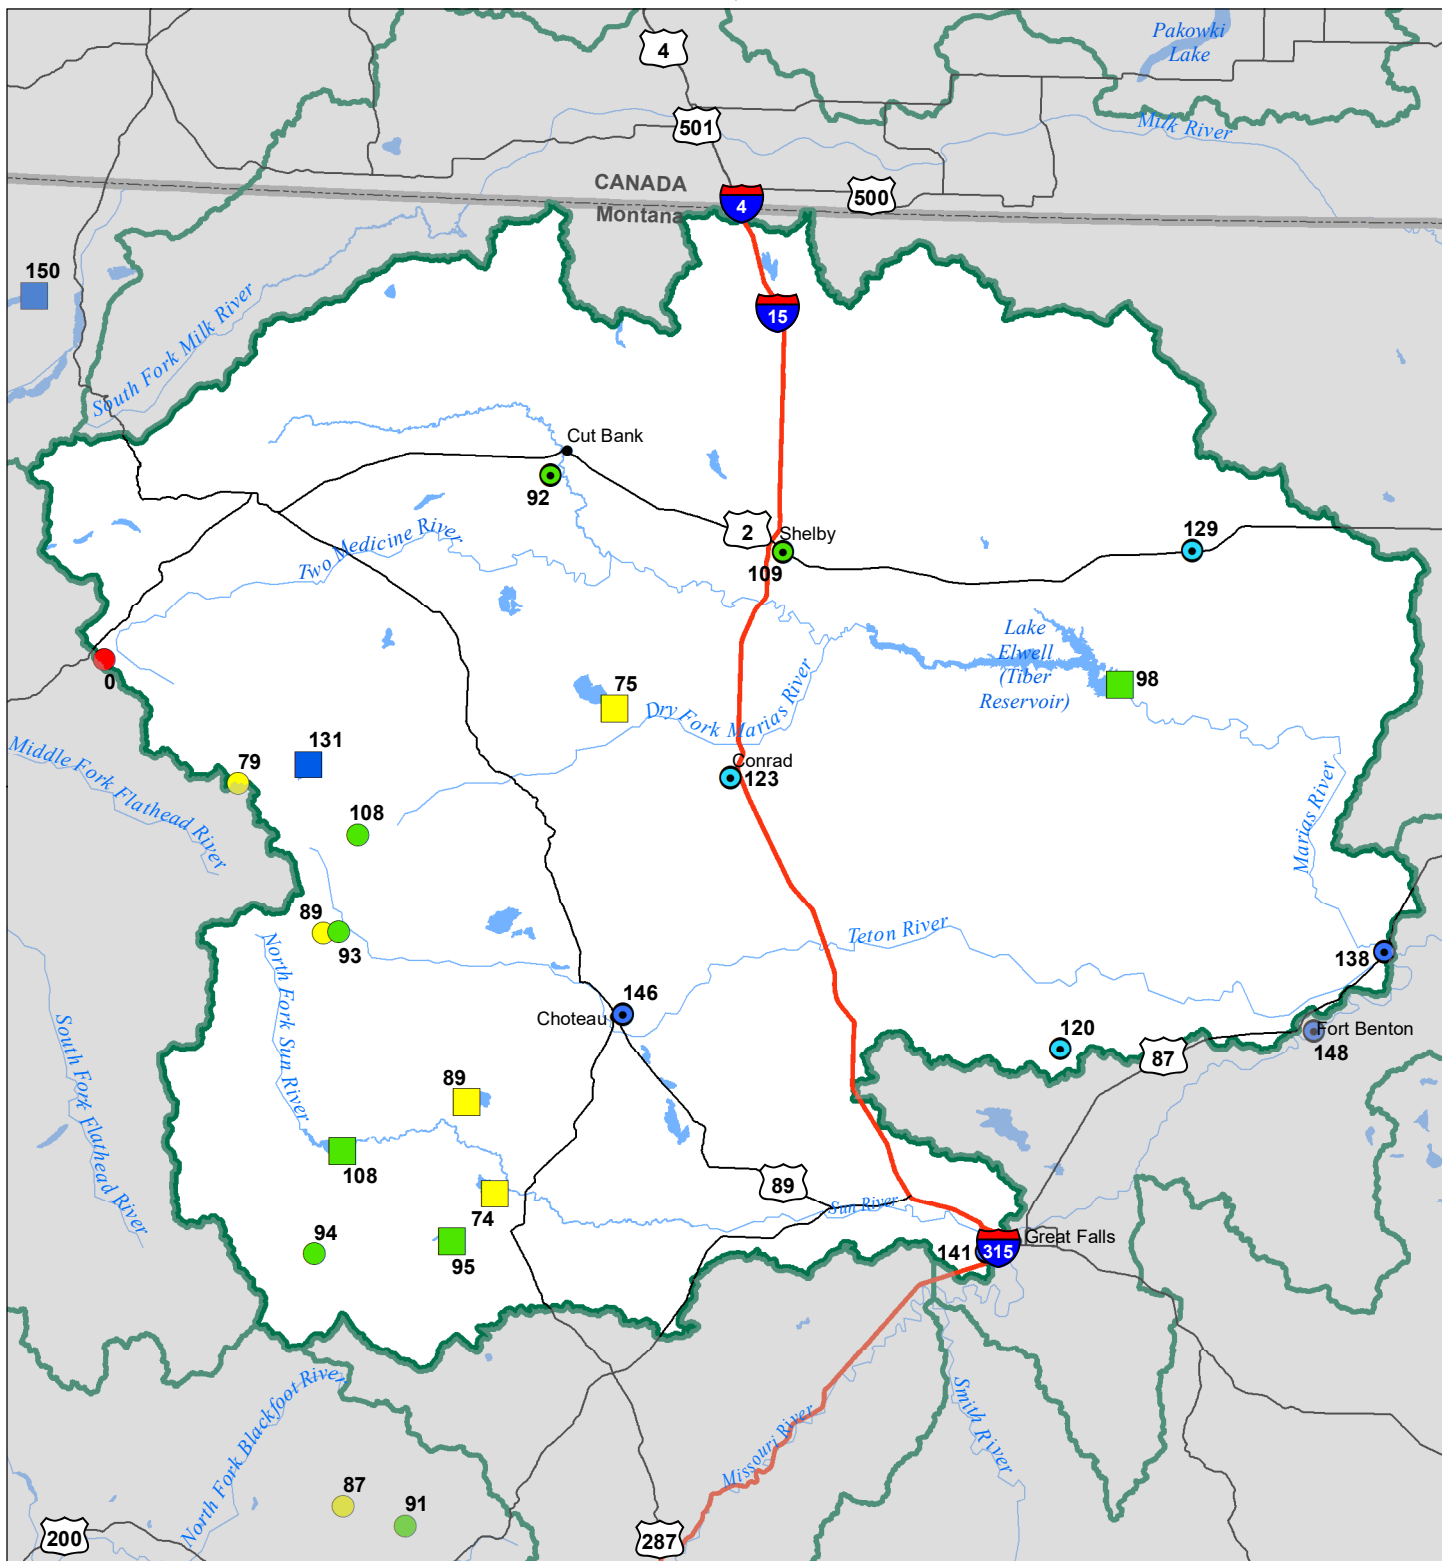 Pakowki
Lake
4
501
Milk River
CANADA
500
4
Montana
150
15
South Fork Milk River
Cut Bank
92
2
Shelby
129
Two Medicine River
109
Lake
Elwell
(Tiber
Reservoir)
98
0
75
Dry Fork Marias River
131
Conrad
123
79
Middle Fork Flathead River
108
Marias River
89
93
Teton River
138
North Fork Sun River
146
Choteau
120
Fort Benton
148
87
South Fork Flathead River
89
108
89
74
Sun River
94
95
141
315
Great Falls
North Fork Blackfoot River
Missouri River
Smith River
87
91
200
287